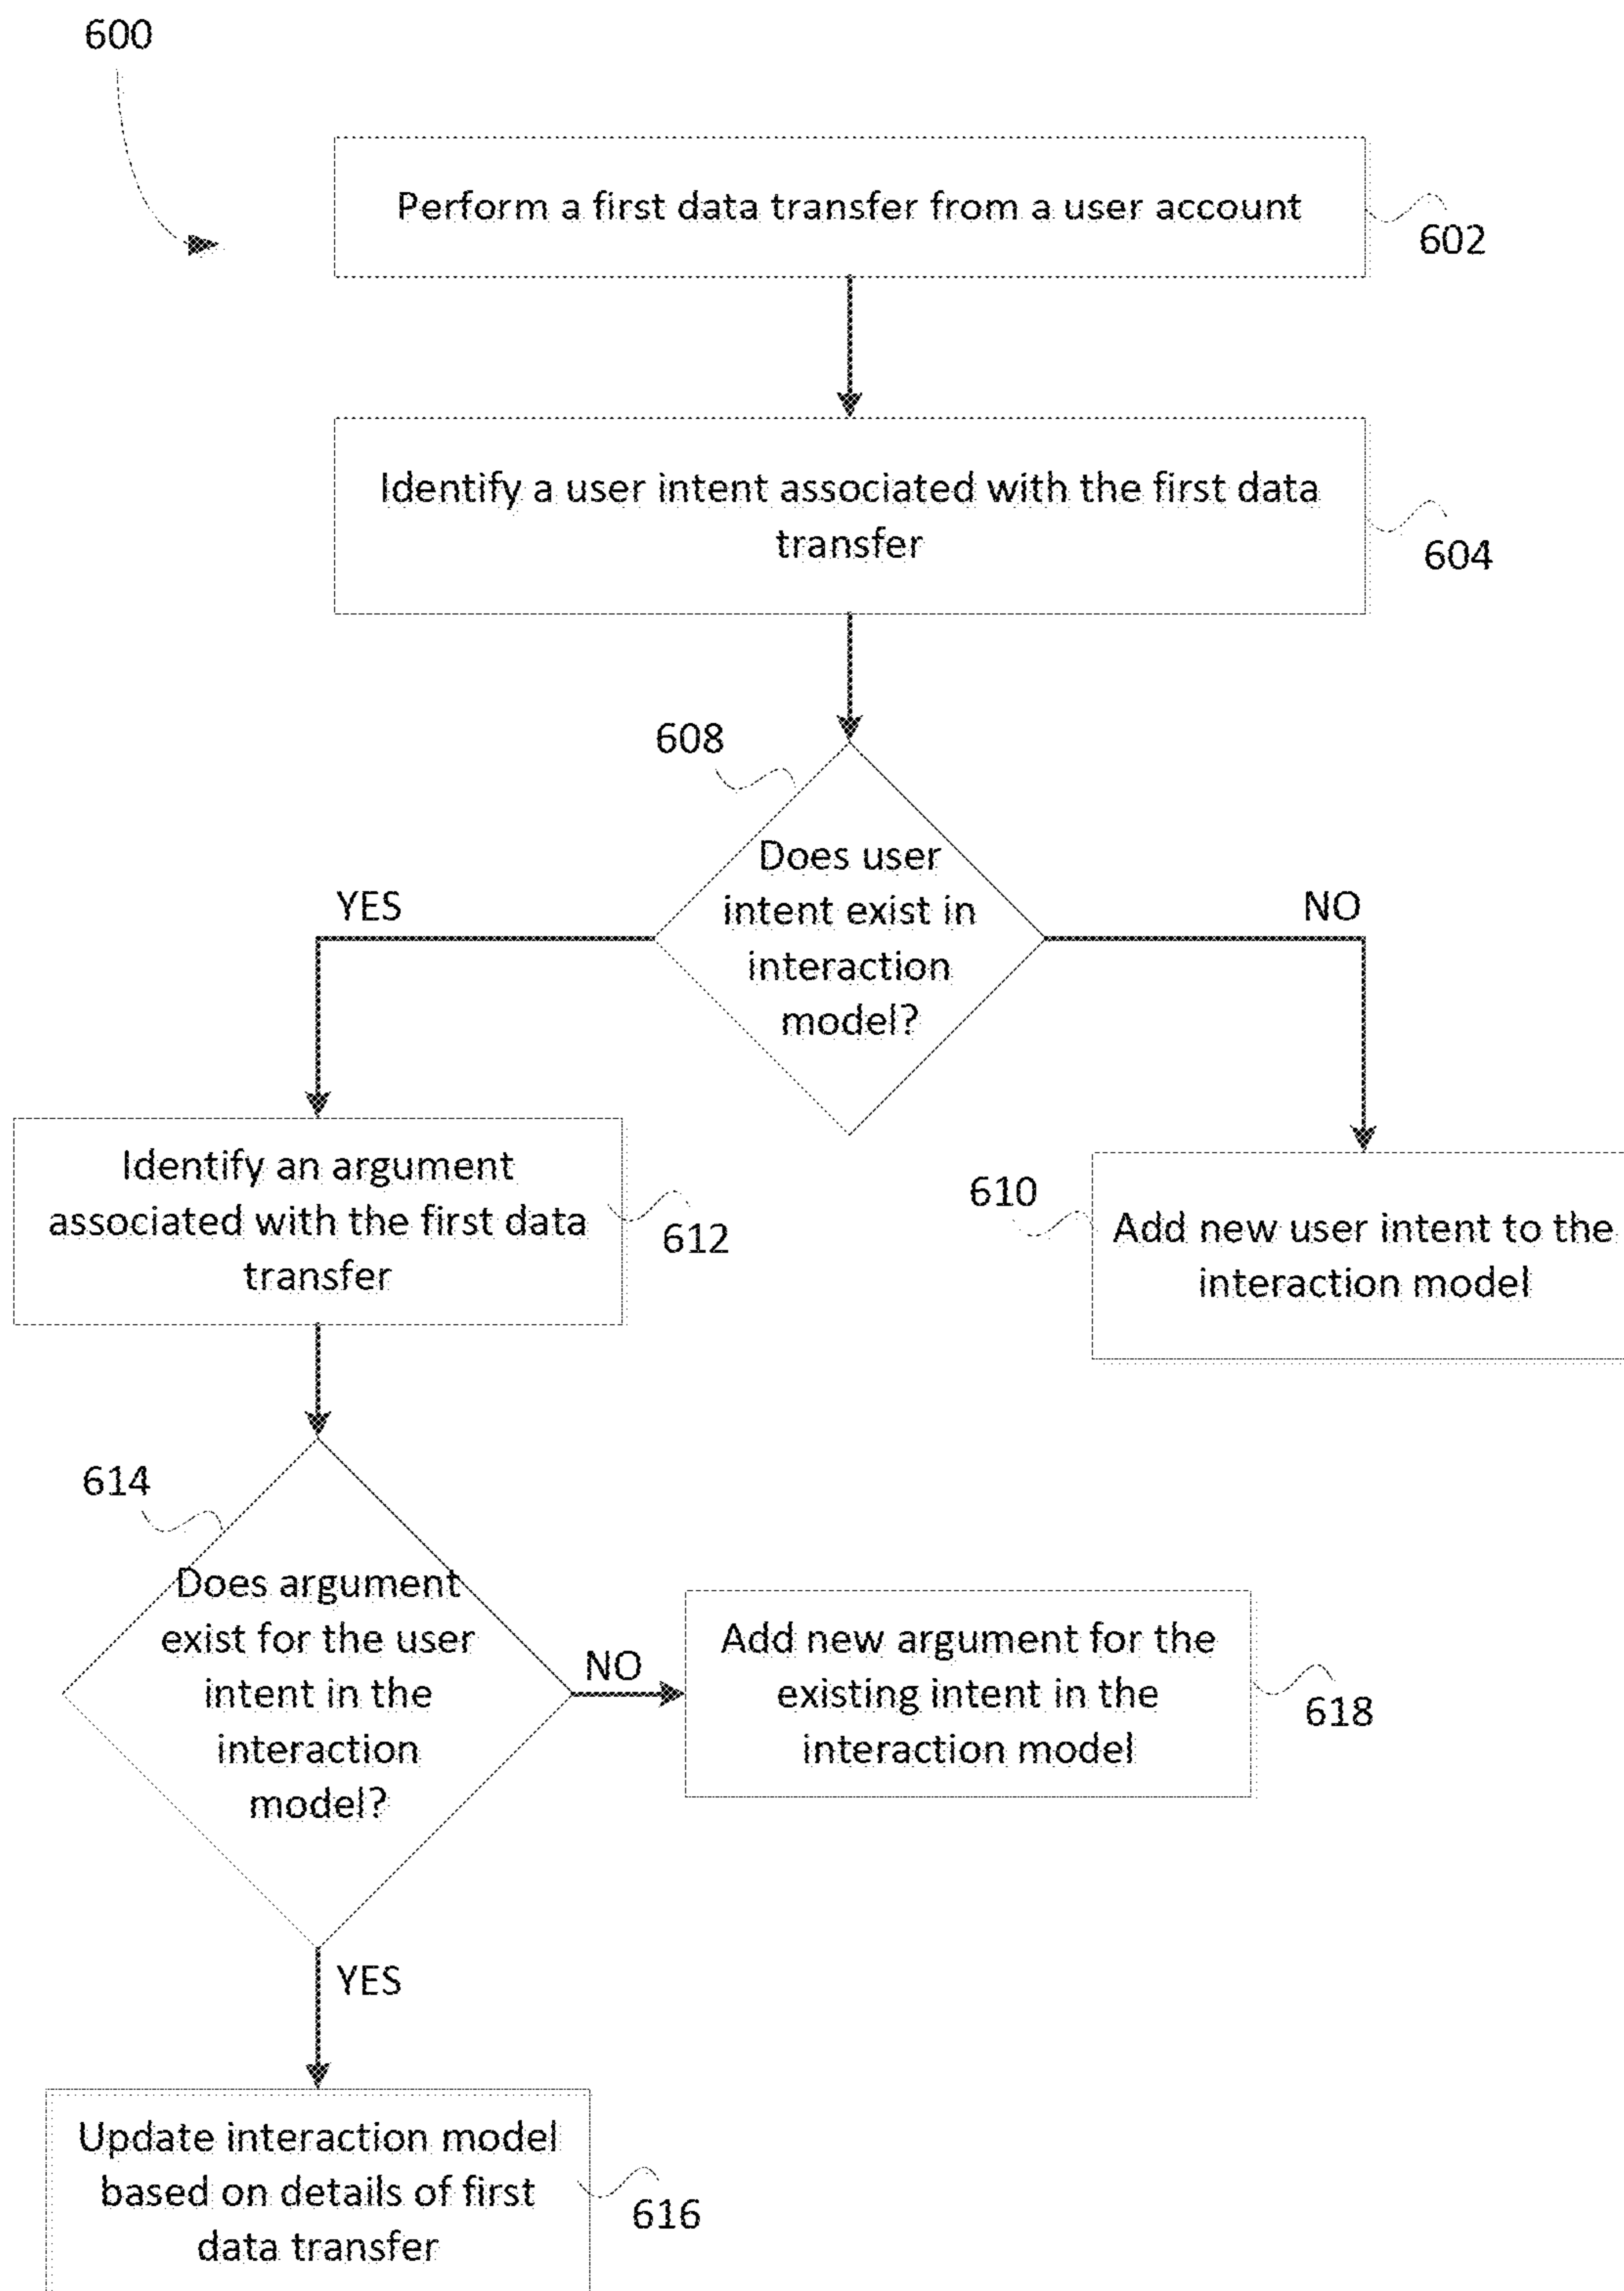 600
Perform a first data transfer from a user account
602
Identify a user intent associated with the first data
transfer
604
608
Does user
intent exist in
interaction
model?
YES
NO
Identify an argument
associated with the first data
transfer
612
610
Add new user intent to the
interaction model
614
Does argument
exist for the user
intent in the
interaction
model?
NO
Add new argument for the
existing intent in the
interaction model
618
YES
Update interaction model
based on details of first
data transfer
616